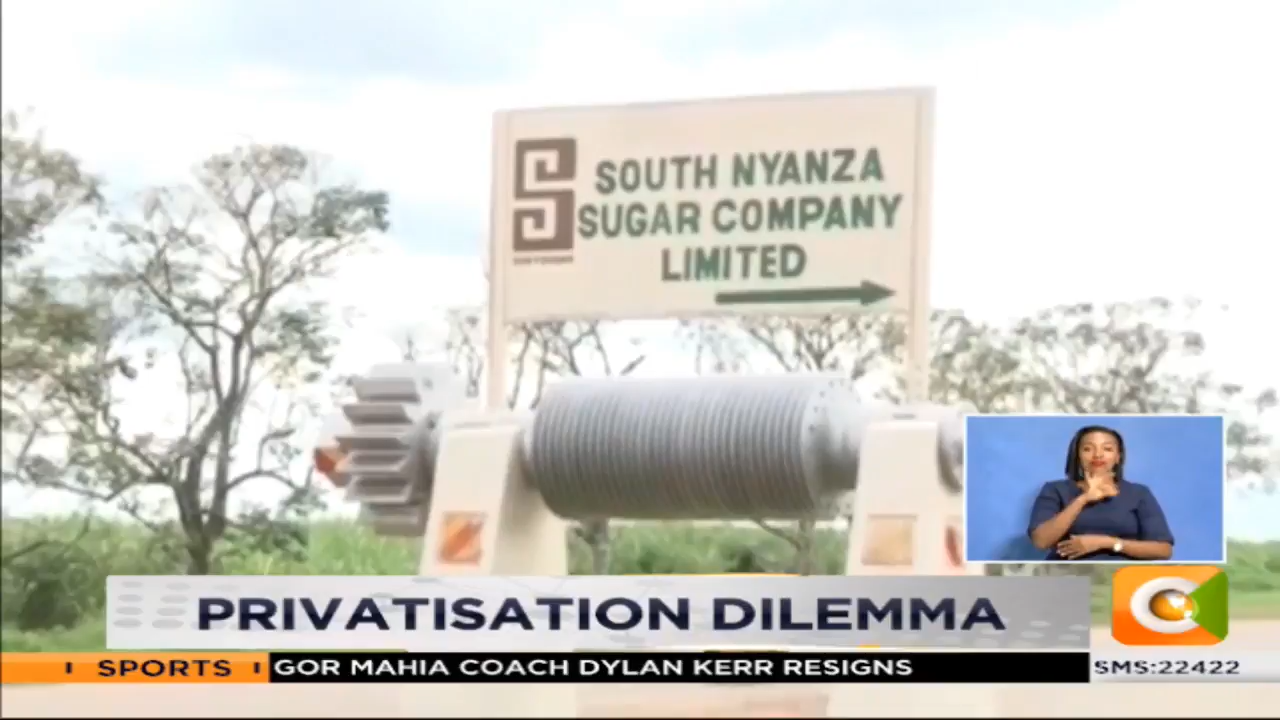 SOUTH NYANZA
SUGAR COMPANY
LIMITED
PRIVATISATION DILEMMA
SPORTS
GOR MAHIA COACH DYLAN KERR RESIGNS
SMS:22422